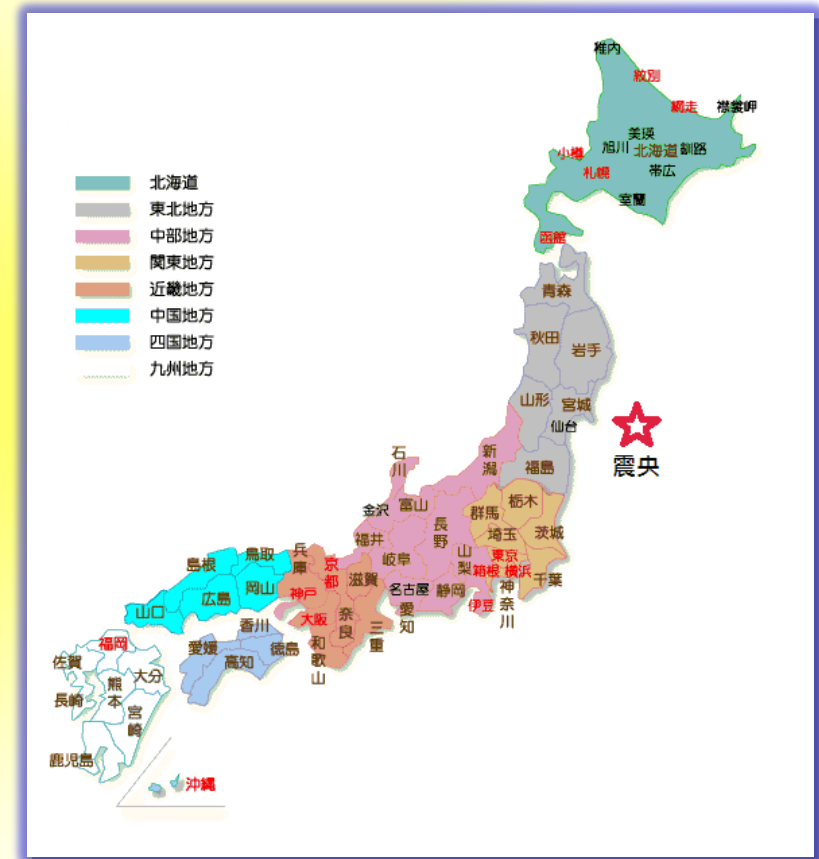 稚内
紋別
網走
襟裳岬
美瑛
旭川
北海道
釧路
小樽
札幌
帯広
室蘭
函館
北海道
東北地方
中部地方
関東地方
近畿地方
中国地方
四国地方
九州地方
青森
秋田
岩手
山形
宮城
仙台
震央
福島
新潟
石川
金沢
富山
長野
群馬
栃木
埼玉
茨城
福井
岐阜
山梨
東京
箱根
横浜
千葉
神奈川
伊豆
静岡
名古屋
愛知
島根
鳥取
兵庫
京都
滋賀
山口
広島
岡山
神戸
大阪
奈良
三重
和歌山
香川
愛媛
高知
徳島
福岡
佐賀
大分
長崎
熊本
宮崎
鹿児島
沖縄